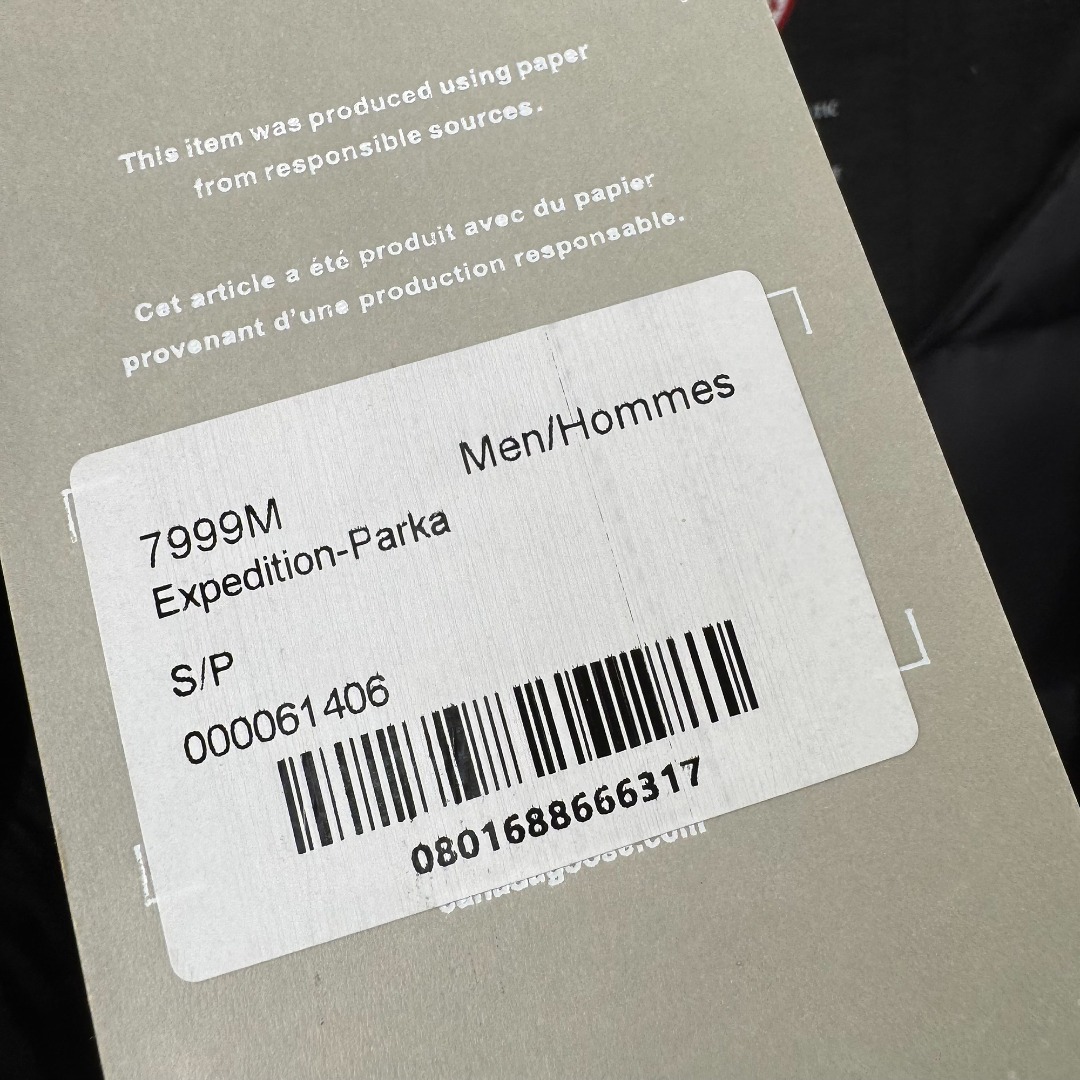 This item was produced using paper
from responsible sources.
Cet article a été produit avec du papier
provenant d'une production responsable.
Men/Hommes
7999M
Expedition-Parka
S/P
000061406
0801688666317